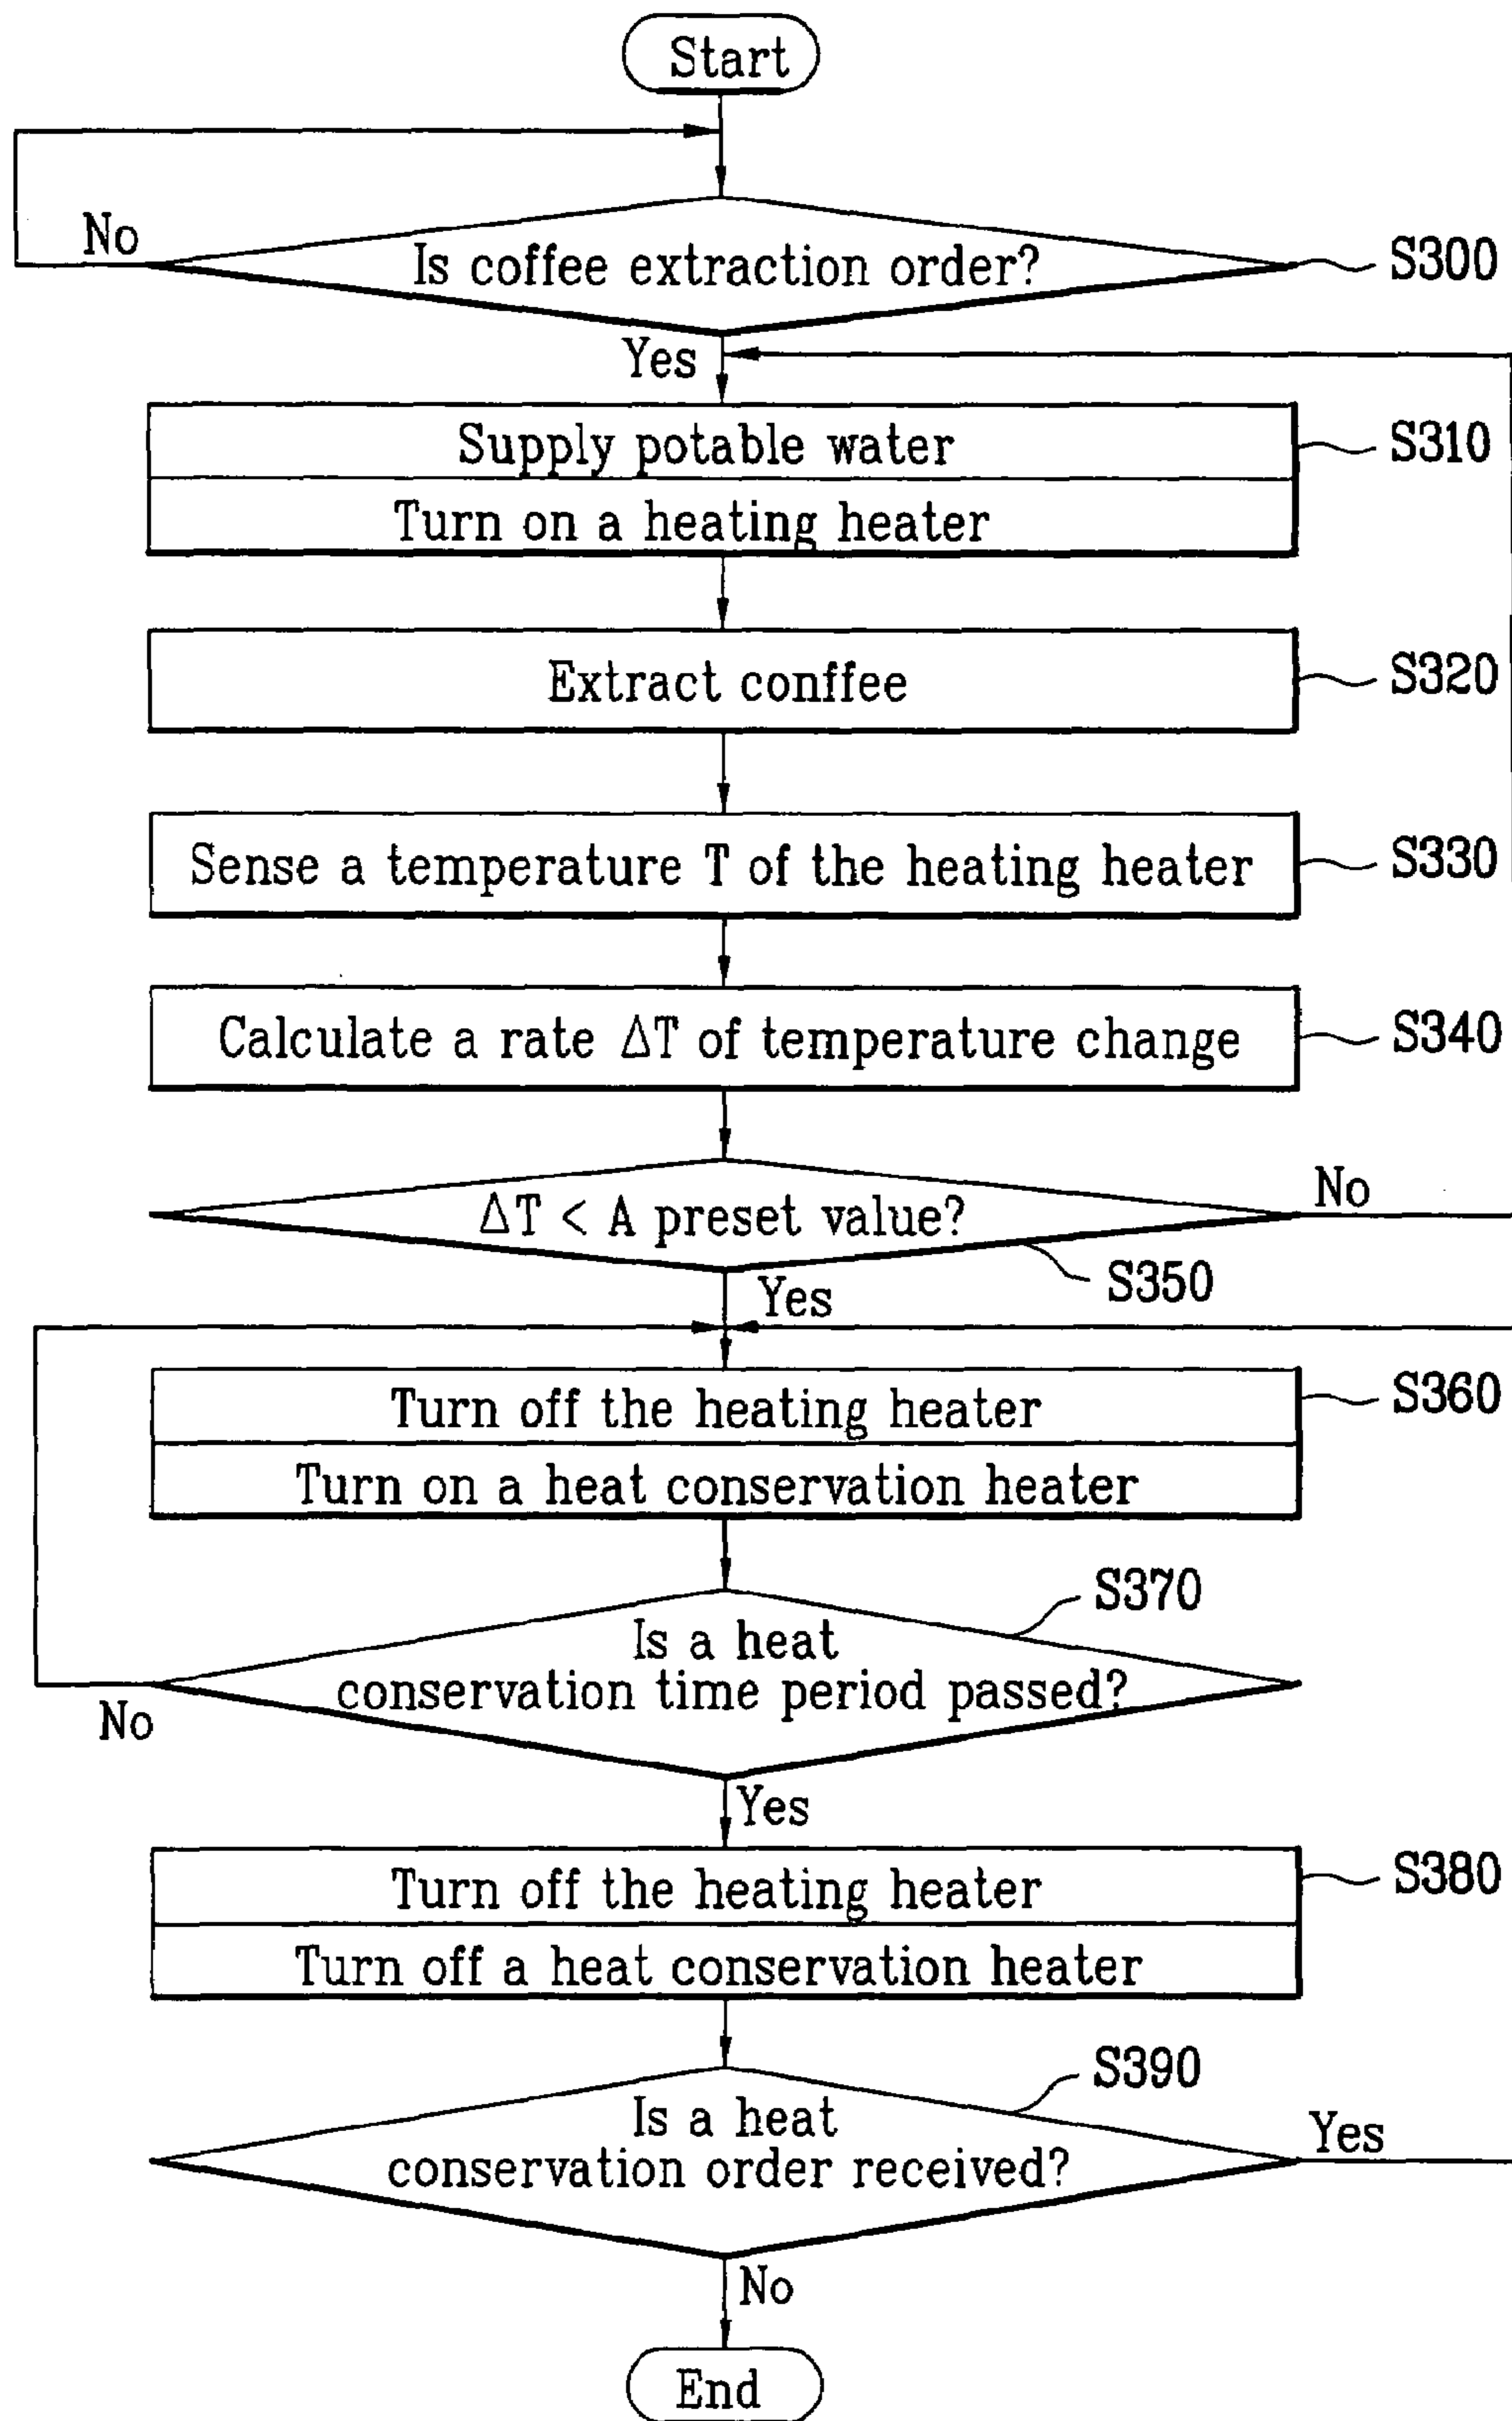 Start
No
Is coffee extraction order?
S300
Yes
Supply potable water
S310
Turn on a heating heater
Extract conffee
S320
Sense a temperature T of the heating heater
S330
Calculate a rate ΔT of temperature change
S340
ΔT < A preset value?
No
S350
Yes
Turn off the heating heater
S360
Turn on a heat conservation heater
S370
Is a heat
conservation time period passed?
No
Yes
Turn off the heating heater
S380
Turn off a heat conservation heater
S390
Is a heat
conservation order received?
Yes
No
End